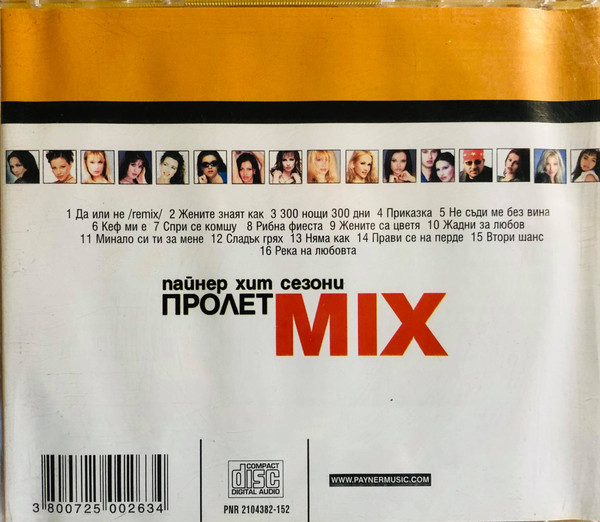 1 Да или не /remix/ 2 Жените знаят как 3 300 нощи 300 дни 4 Приказка 5 Не съди ме без вина
6 Кеф ми е 7 Спри се комшу 8 Рибна фиеста 9 Жените са цветя 10 Жадни за любов
11 Минало си ти за мене 12 Сладък грях 13 Няма как 14 Прави се на перде 15 Втори шанс
16 Река на любовта
пайнер хит сезони
ПРОЛЕТ MIX
COMPACT
disc
DIGITAL AUDIO
WWW.PAYNERMUSIC.COM
3 800725 002634
PNR 2104382-152